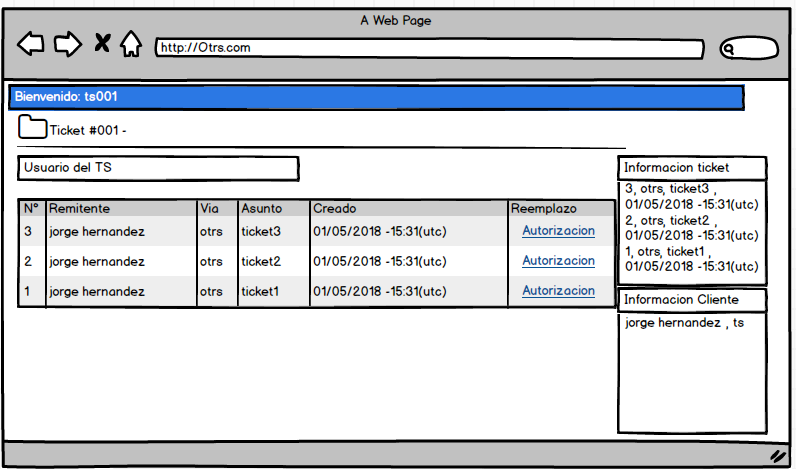 A Web Page
http://Otrs.com
Bienvenido: ts001
Ticket #001 -
Usuario del TS
N° Remitente Via Asunto Creado Reemplazo
3 jorge hernandez otrs ticket3 01/05/2018 -15:31(utc) Autorizacion
2 jorge hernandez otrs ticket2 01/05/2018 -15:31(utc) Autorizacion
1 jorge hernandez otrs ticket1 01/05/2018 -15:31(utc) Autorizacion
Informacion ticket
3, otrs, ticket3 ,
01/05/2018 -15:31(utc)
2, otrs, ticket2 ,
01/05/2018 -15:31(utc)
1, otrs, ticket1 ,
01/05/2018 -15:31(utc)
Informacion Cliente
jorge hernandez , ts